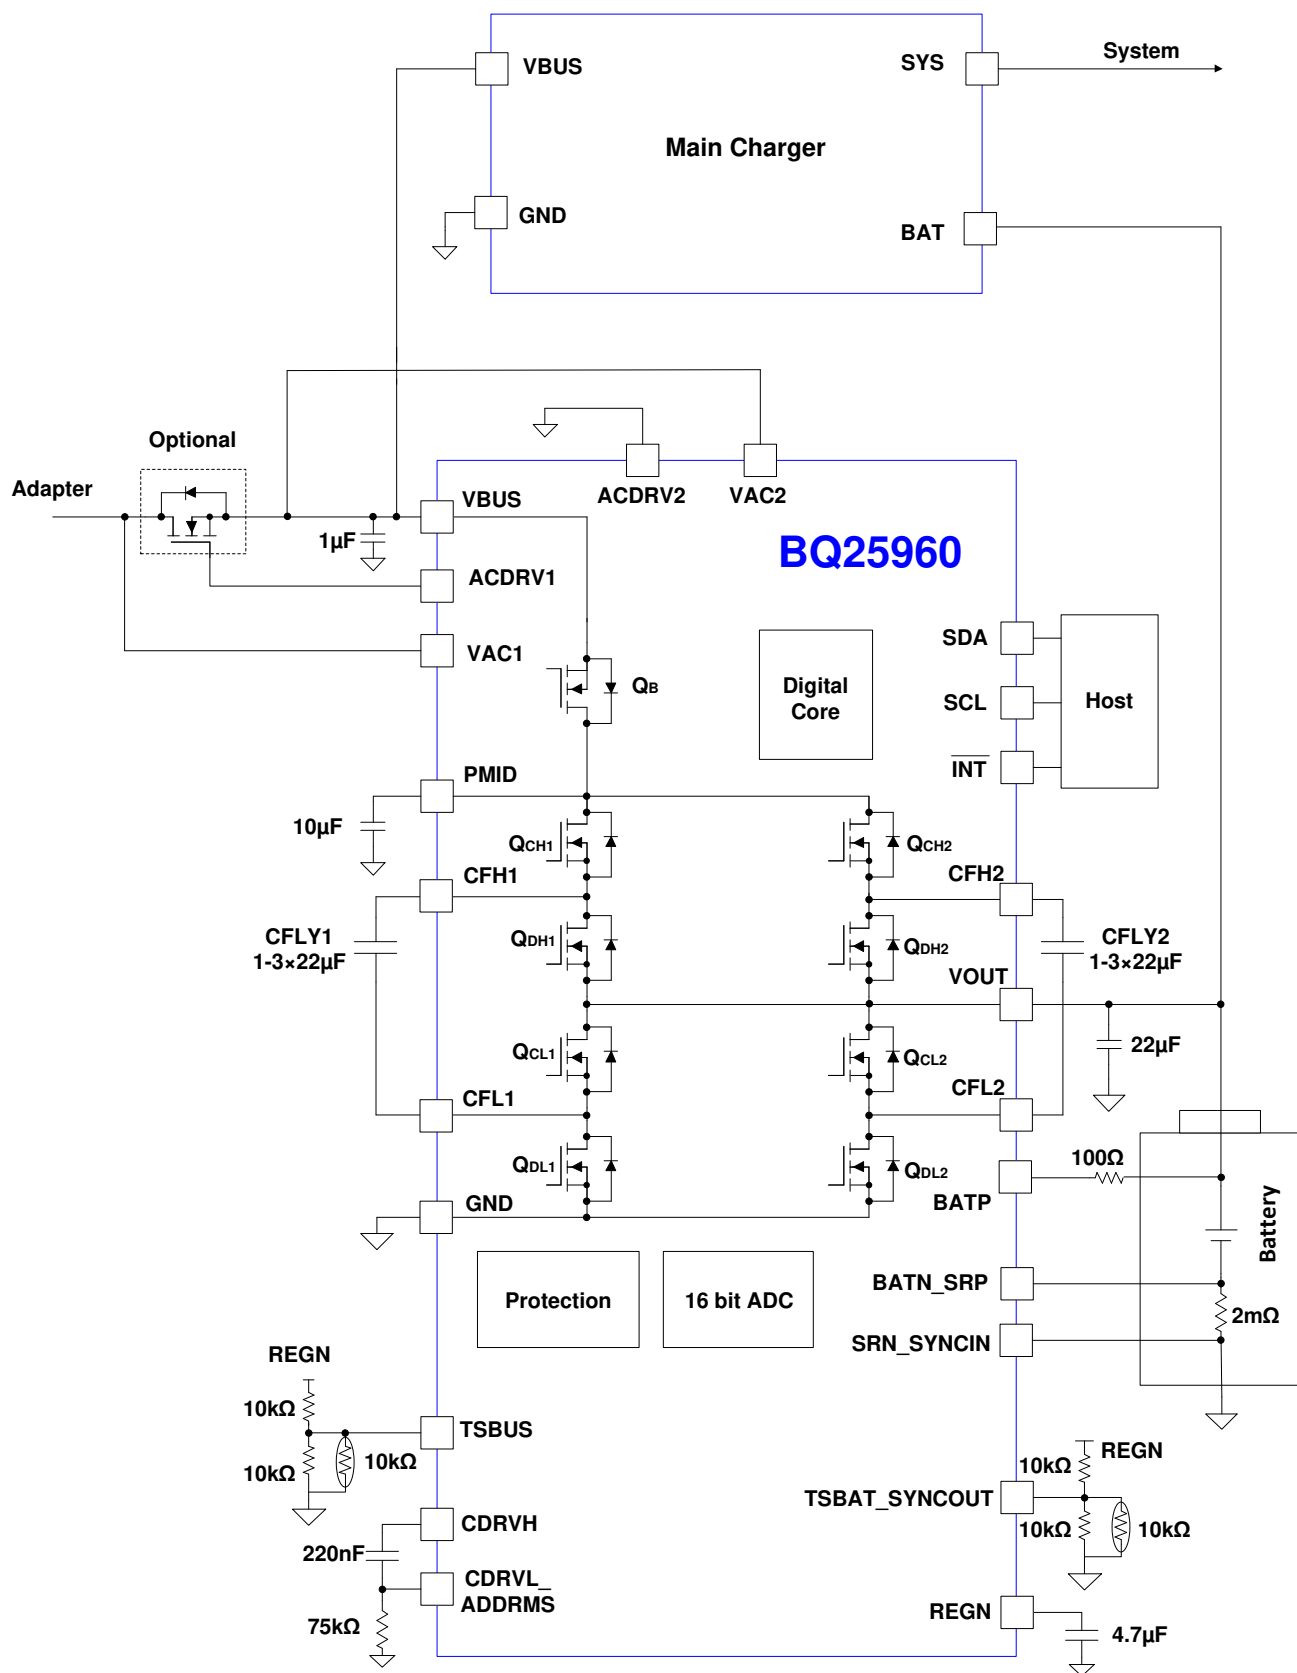 VBUS
SYS
System
Main Charger
GND
BAT
Optional
Adapter
VBUS
ACDRV2
VAC2
1µF
BQ25960
ACDRV1
VAC1
QB
Digital
Core
SDA
SCL
INT
Host
PMID
10µF
QCH1
QCH2
CFH1
CFH2
CFLY1
1-3×22µF
QDH1
QDH2
CFLY2
1-3×22µF
VOUT
QCL1
QCL2
22µF
CFL1
CFL2
QDL1
QDL2
100Ω
BATP
GND
Battery
Protection
16 bit ADC
BATN_SRP
2mΩ
SRN_SYNCIN
REGN
10kΩ
TSBUS
10kΩ
10kΩ
REGN
10kΩ
TSBAT_SYNCOUT
10kΩ
10kΩ
CDRVH
220nF
CDRVL_
ADDRMS
75kΩ
REGN
4.7µF